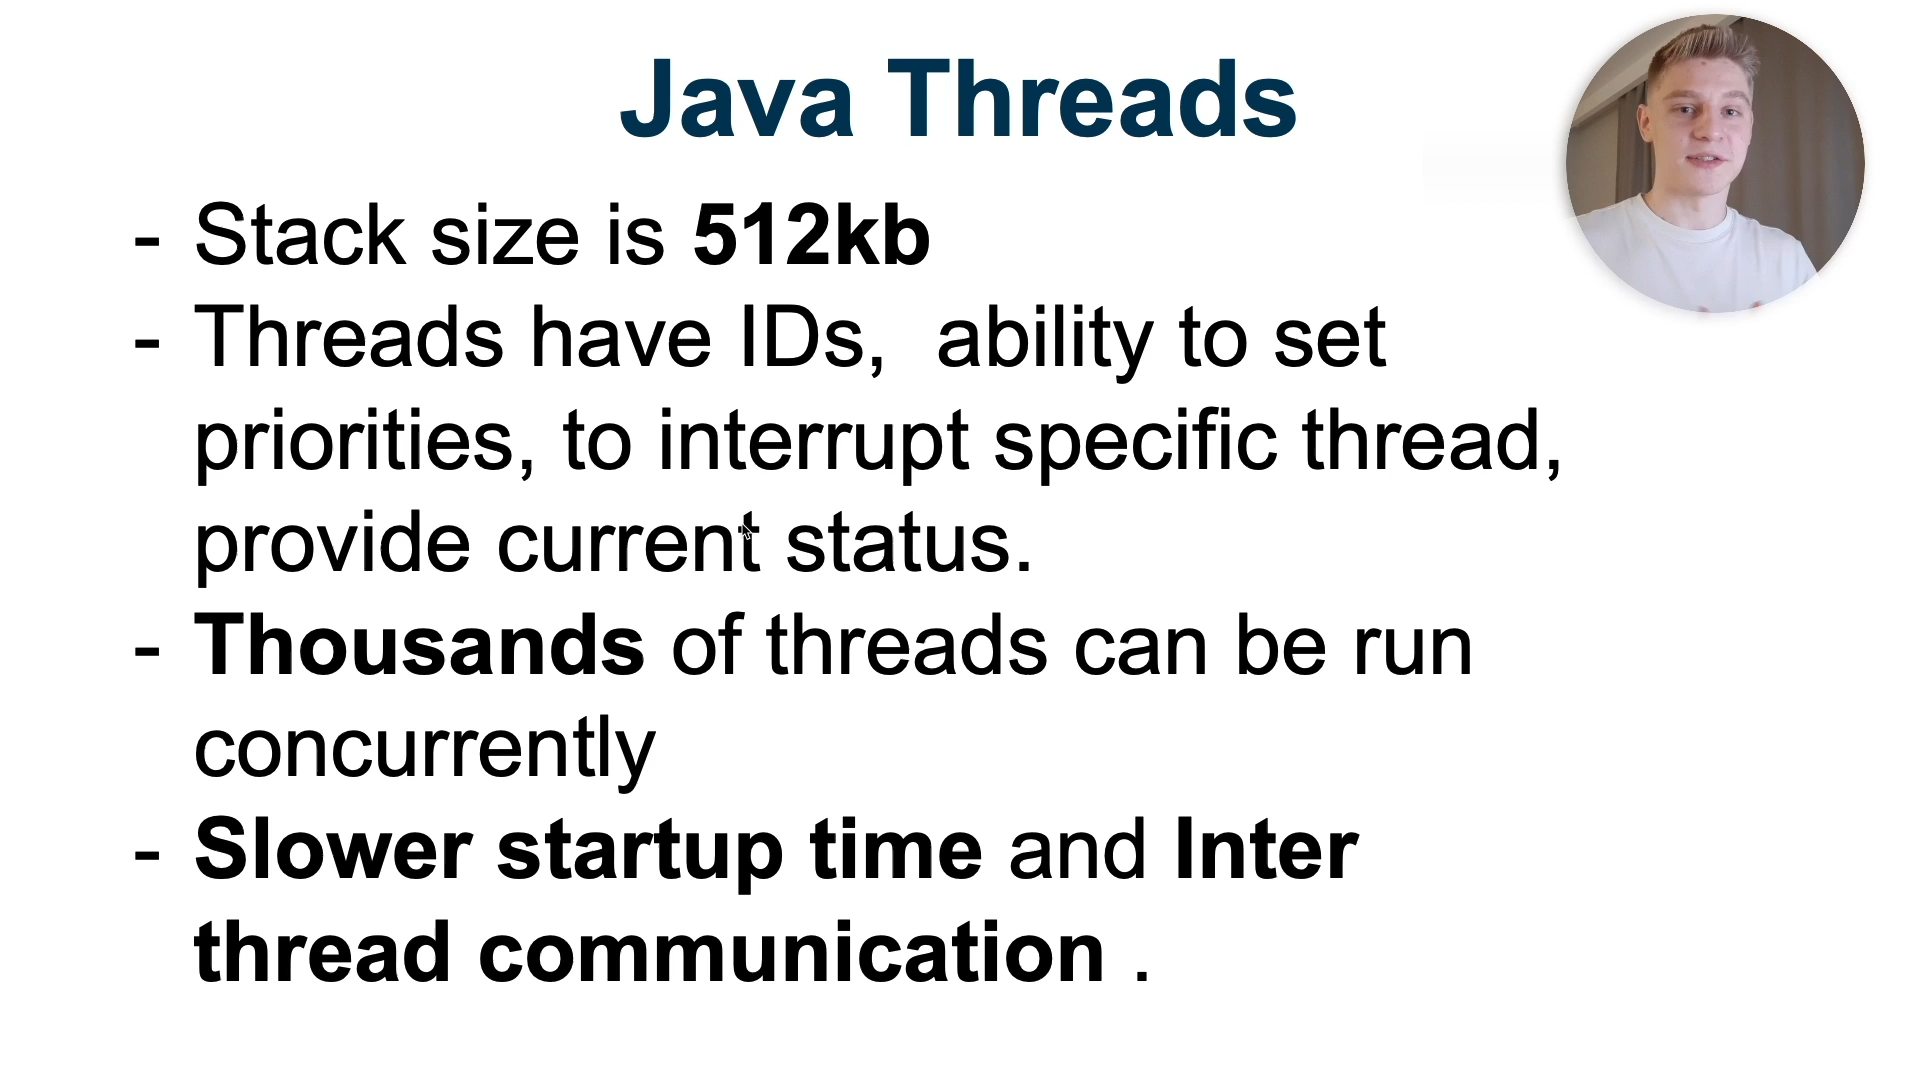 Java Threads
- Stack size is 512kb
- Threads have IDs,  ability to set
priorities, to interrupt specific thread,
provide current status.
- Thousands of threads can be run
concurrently
- Slower startup time and Inter
thread communication .